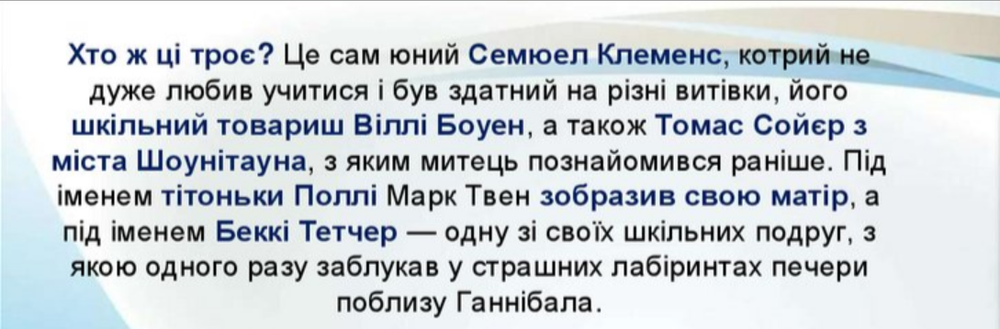 Хто ж ці троє? Це сам юний Семюел Клеменс, котрий не
дуже любив учитися і був здатний на різні витівки, його
шкільний товариш Віллі Боуен, а також Томас Сойєр з
міста Шоунітауна, з яким митець познайомився раніше. Під
іменем тітоньки Поллі Марк Твен зобразив свою матір, а
під іменем Беккі Тетчер — одну зі своїх шкільних подруг, з
якою одного разу заблукав у страшних лабіринтах печери
поблизу Ганнібала.